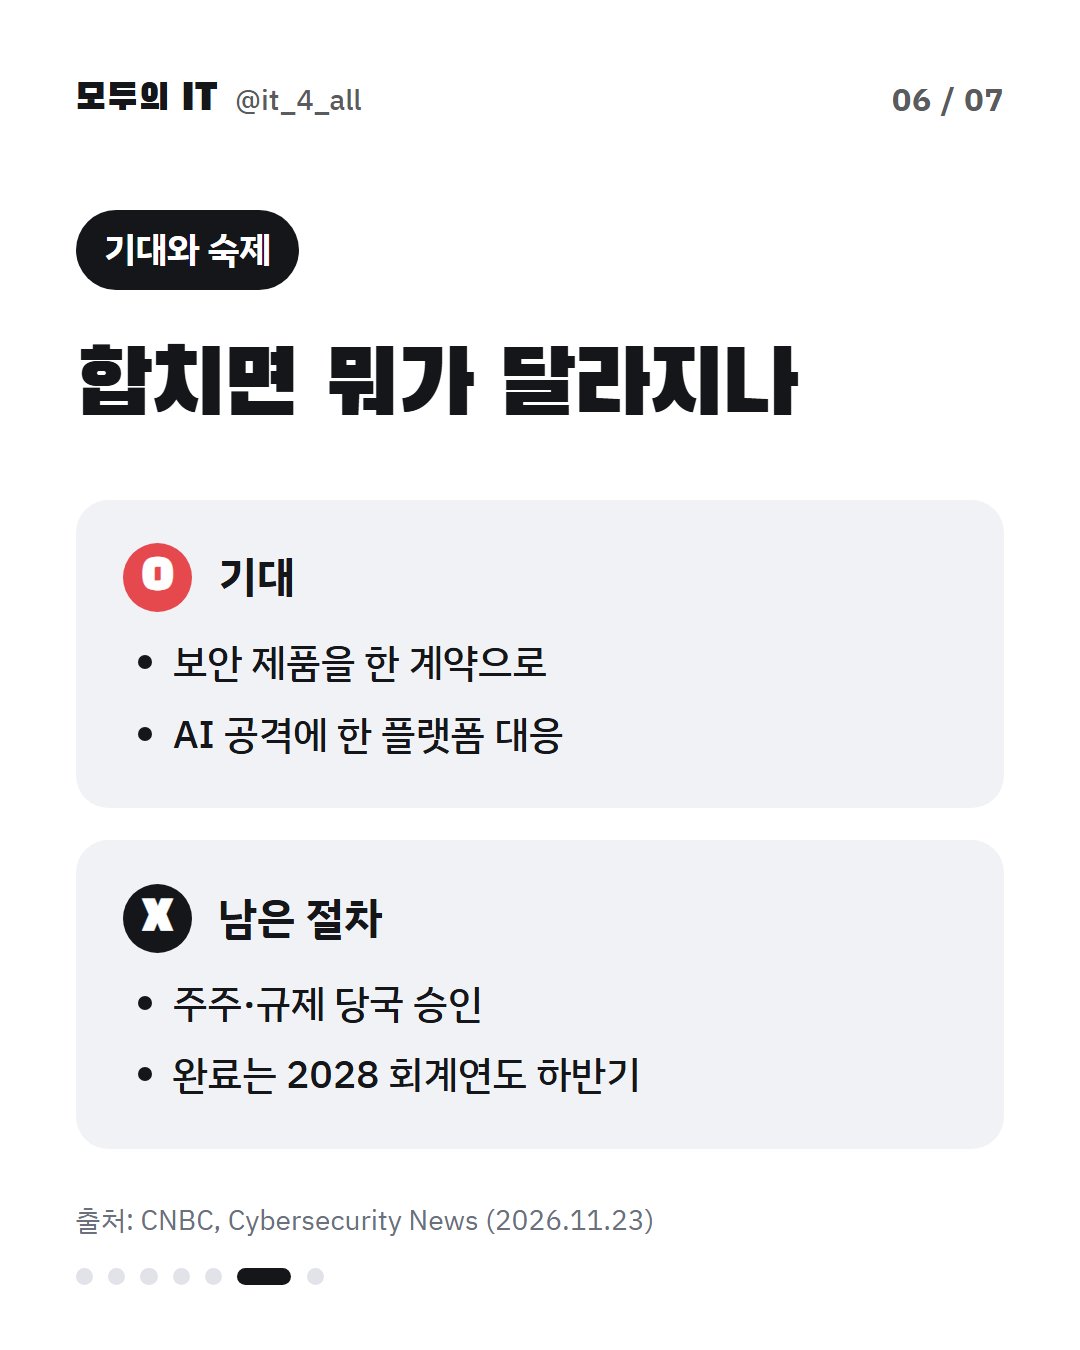 모두의 IT @it_4_all
06 / 07
기대와 숙제
합치면 뭐가 달라지나
O 기대
• 보안 제품을 한 계약으로
• AI 공격에 한 플랫폼 대응
X 남은 절차
• 주주·규제 당국 승인
• 완료는 2028 회계연도 하반기
출처: CNBC, Cybersecurity News (2026.11.23)